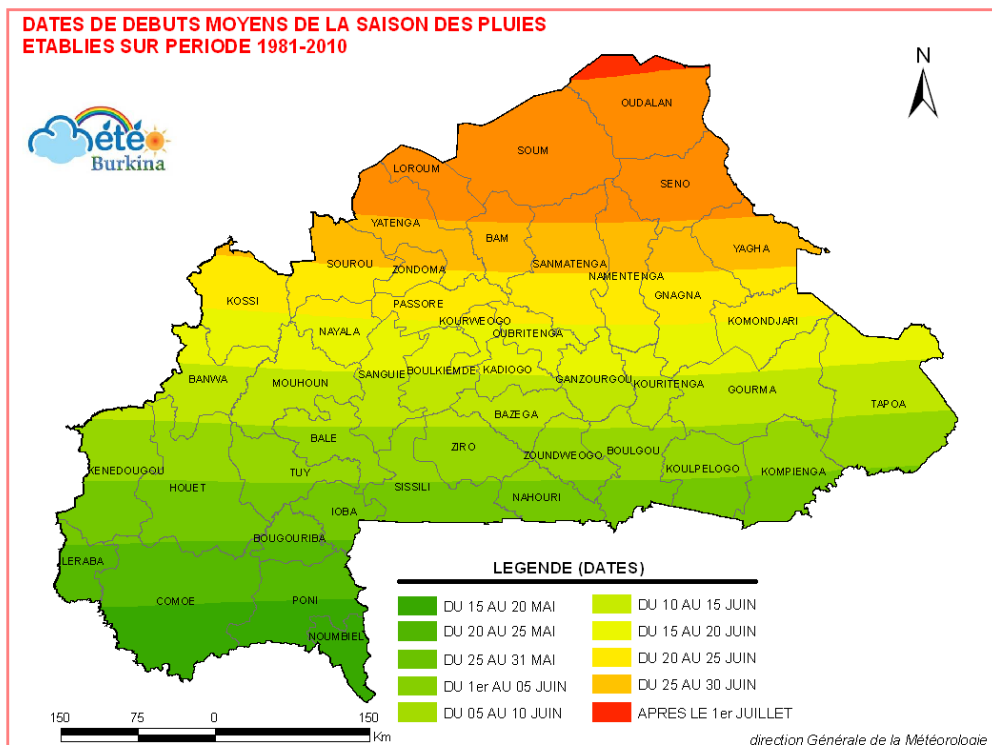 DATES DE DEBUTS MOYENS DE LA SAISON DES PLUIES
ETABLIES SUR PERIODE 1981-2010
N
Météo
Burkina
OUDALAN
SOUM
LOROUM
SENO
YATENGA
BAM
YAGHA
SOUROU
ZONDOMA
SANMATENGA
NAMENTENGA
GNAGNA
KOSSI
PASSORE
KOURWEOGO
KOMONDJARI
NAYALA
OUBRITENGA
BANWA
MOUHOUN
SANGUIE
BOULKIEMDE
KADIOGO
GANZOURGOU
KOURITENGA
GOURMA
TAPOA
BAZEGA
BALE
ZIRO
ZOUNDWEOGO
BOULGOU
KENEDOUGOU
HOUET
TUY
SISSILI
NAHOURI
KOULPELOGO
KOMPIENGA
IOBA
BOUGOURIBA
LERABA
COMOE
PONI
NOUMBIEL
LEGENDE (DATES)
DU 15 AU 20 MAI
DU 20 AU 25 MAI
DU 25 AU 31 MAI
DU 1er AU 05 JUIN
DU 05 AU 10 JUIN
DU 10 AU 15 JUIN
DU 15 AU 20 JUIN
DU 20 AU 25 JUIN
DU 25 AU 30 JUIN
APRES LE 1er JUILLET
150 75 0 150
Km
direction Générale de la Météorologie